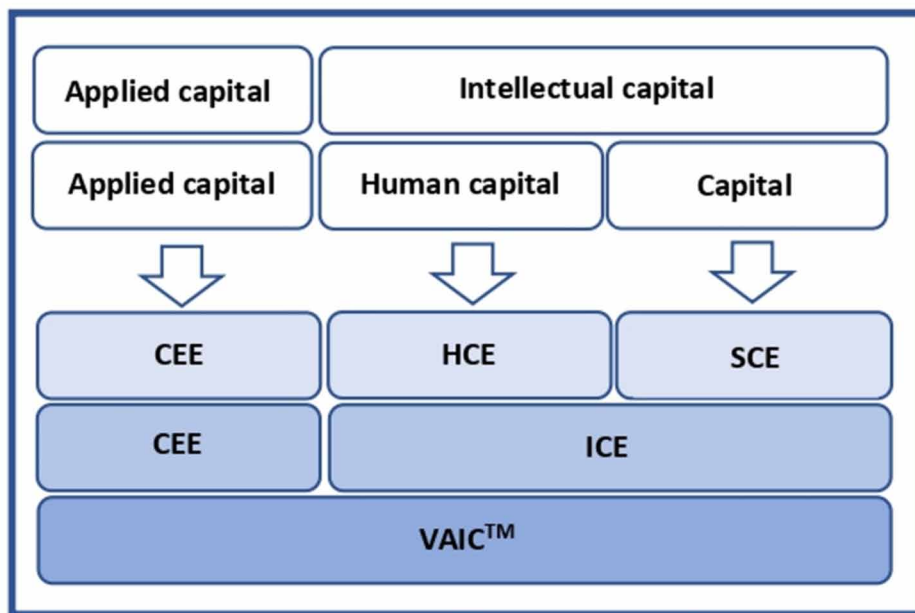 Applied capital
Intellectual capital
Applied capital
Human capital
Capital
CEE
HCE
SCE
CEE
ICE
VAIC™